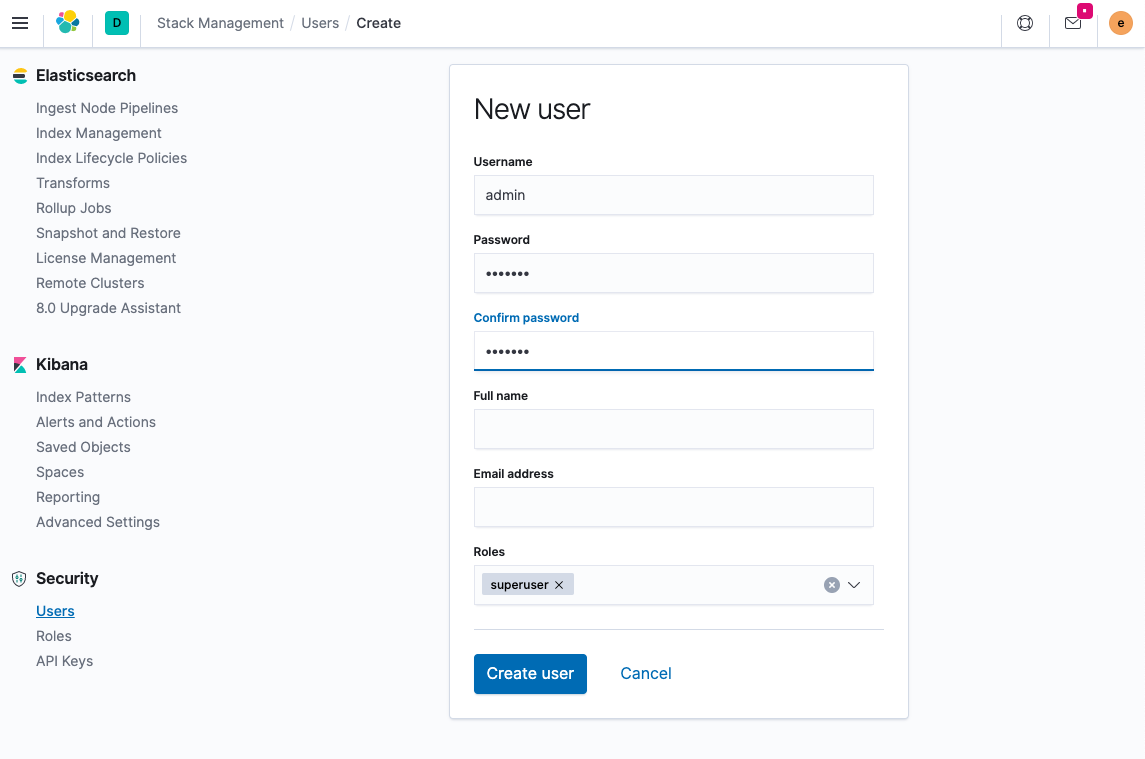 D Stack Management / Users / Create e
Elasticsearch
Ingest Node Pipelines
Index Management
Index Lifecycle Policies
Transforms
Rollup Jobs
Snapshot and Restore
License Management
Remote Clusters
8.0 Upgrade Assistant
Kibana
Index Patterns
Alerts and Actions
Saved Objects
Spaces
Reporting
Advanced Settings
Security
Users
Roles
API Keys
New user
Username
admin
Password
•••••••
Confirm password
•••••••
Full name
Email address
Roles
superuser ×
Create user Cancel